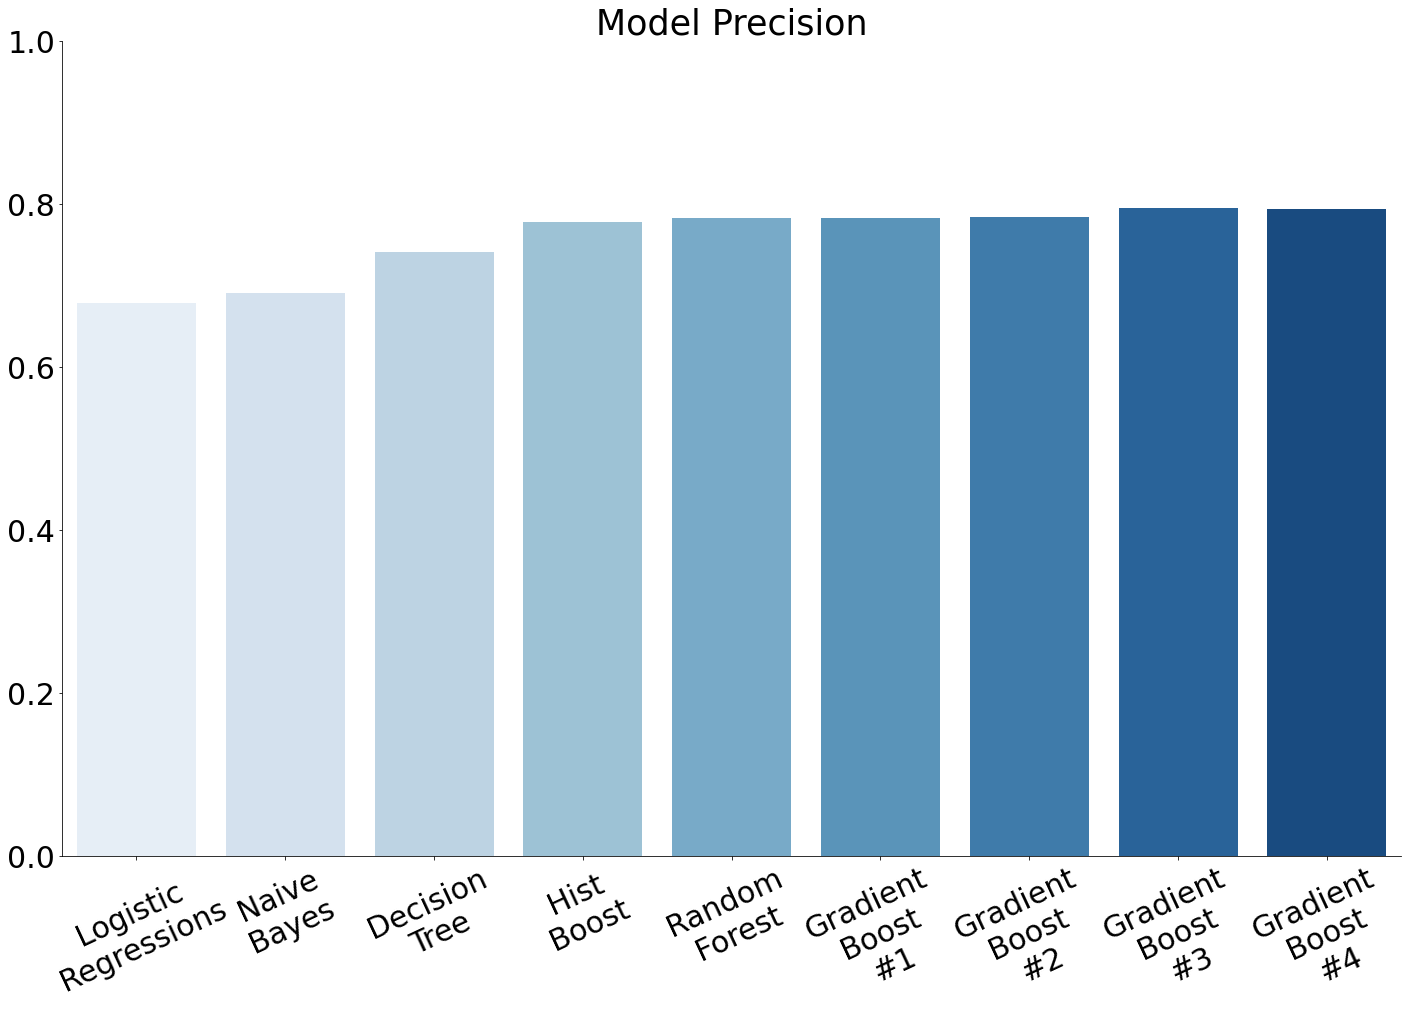 Model Precision
1.0
0.8
0.6
0.4
0.2
0.0
Logistic
Regressions
Naive
Bayes
Decision
Tree
Hist
Boost
Random
Forest
Gradient
Boost
#1
Gradient
Boost
#2
Gradient
Boost
#3
Gradient
Boost
#4